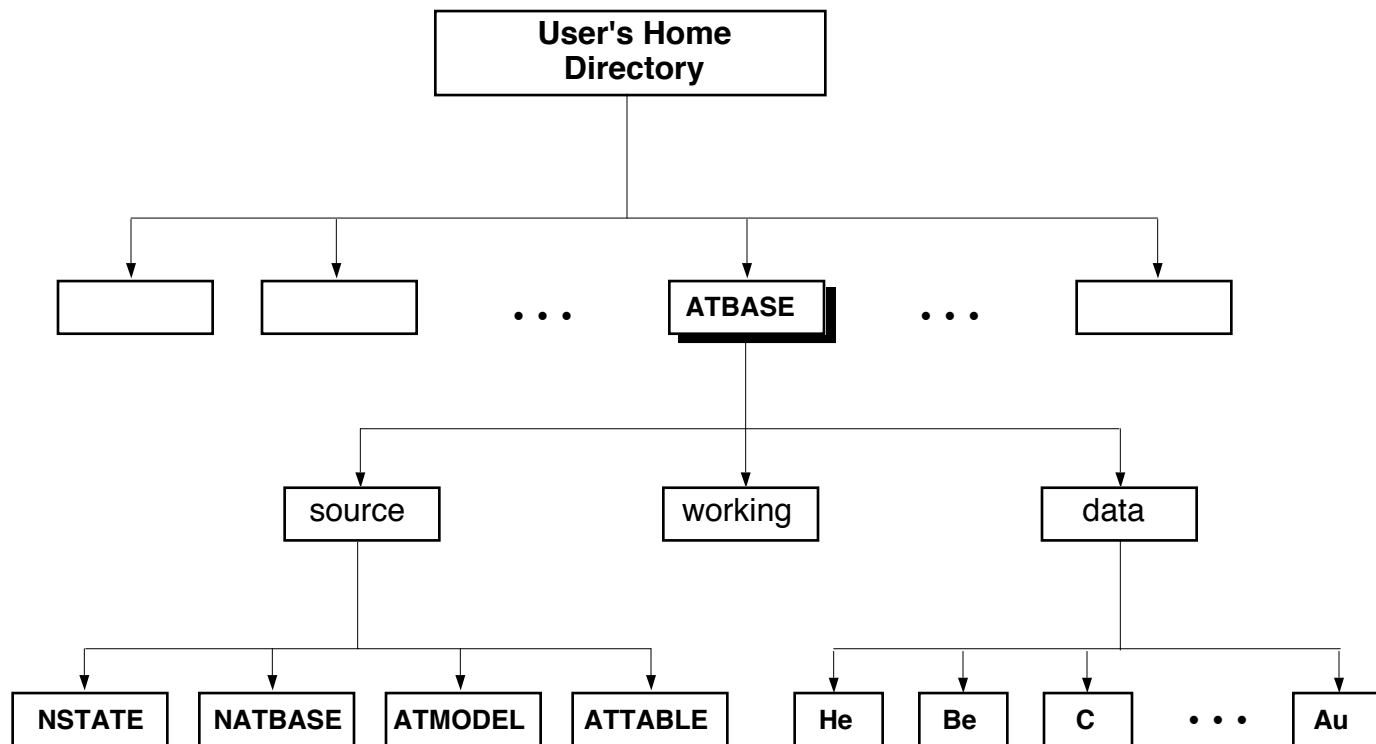 User's Home
Directory
• • •
ATBASE
• • •
source
working
data
NSTATE
NATBASE
ATMODEL
ATTABLE
He
Be
C
• • •
Au